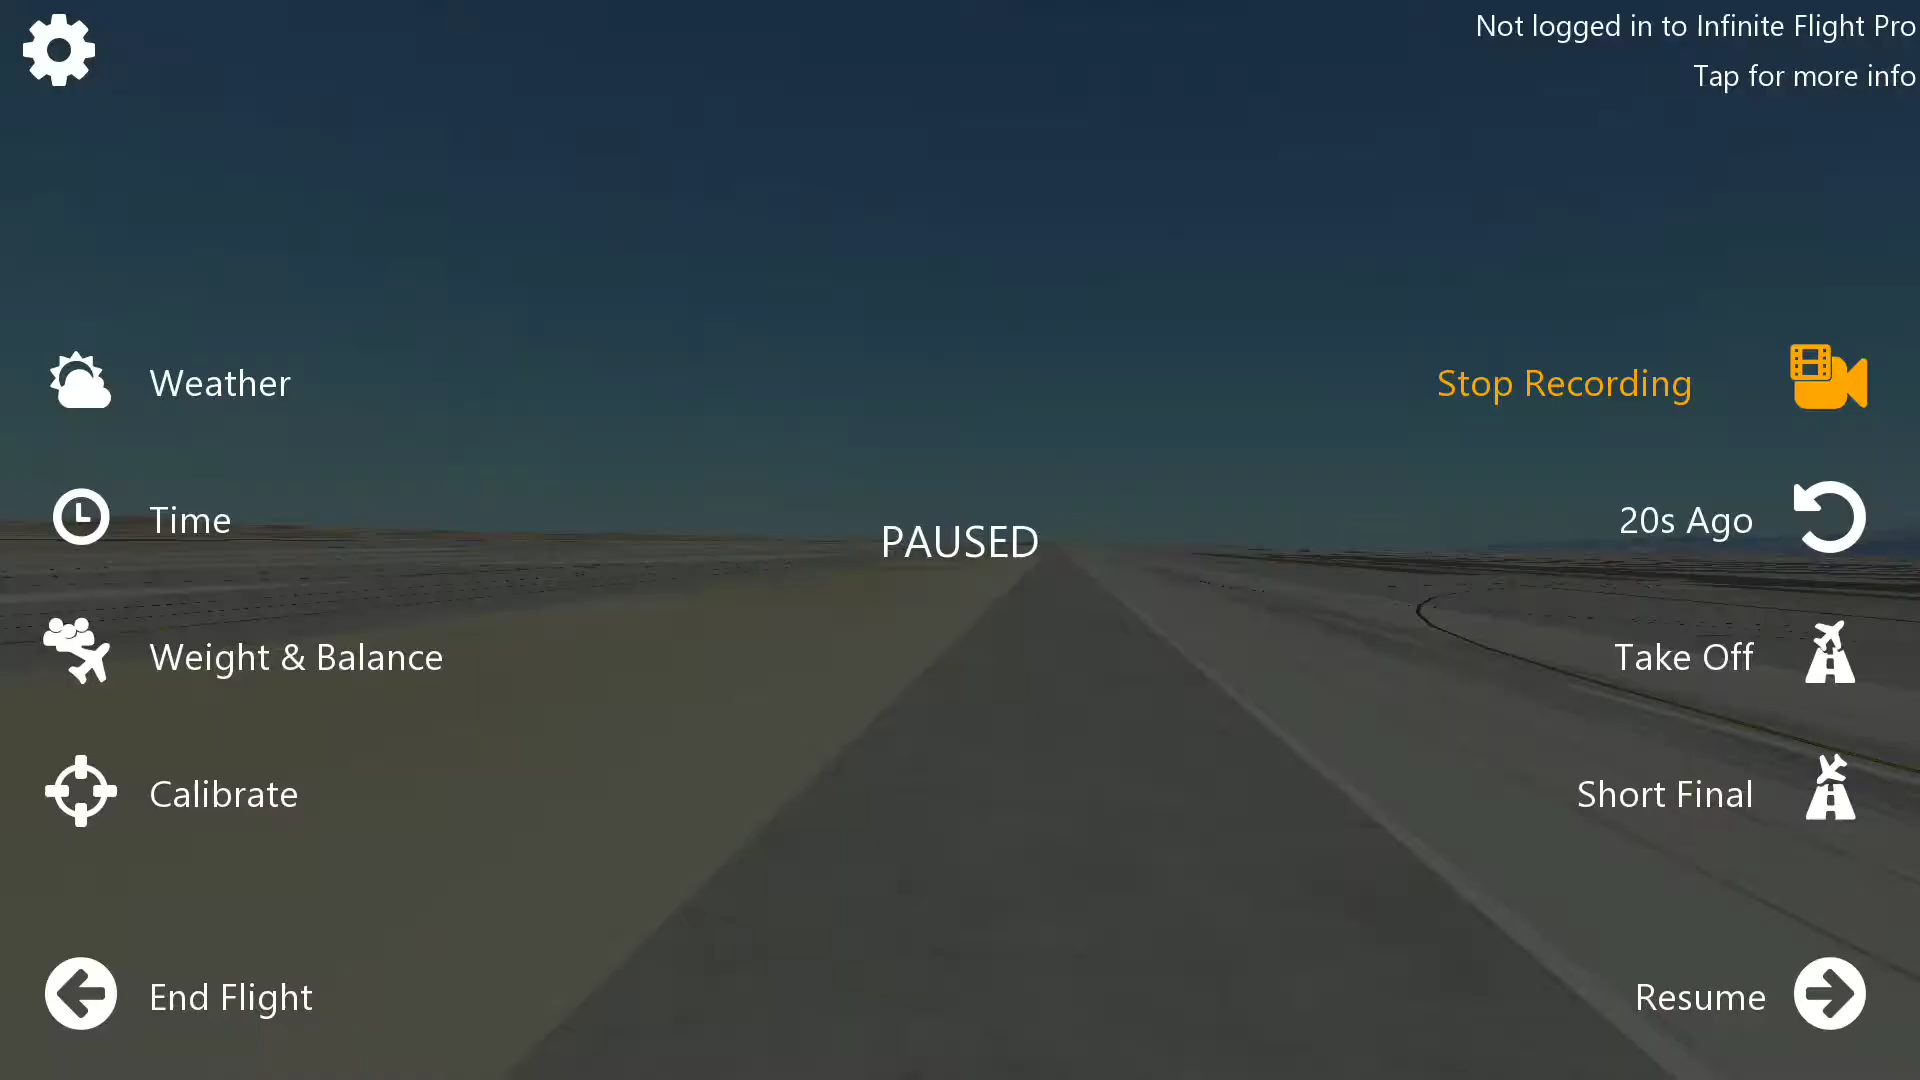 Not logged in to Infinite Flight Pro
Tap for more info
Weather
Stop Recording
Time
PAUSED
20s Ago
Weight & Balance
Take Off
Calibrate
Short Final
End Flight
Resume